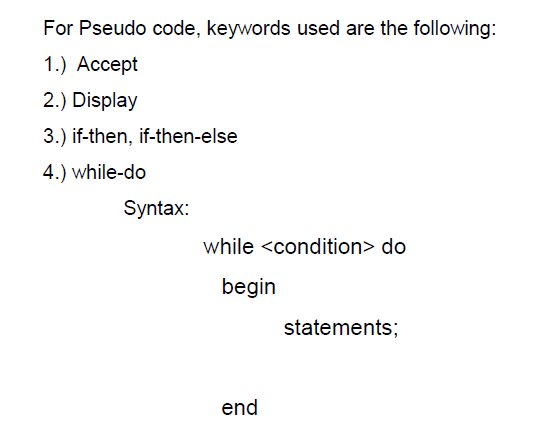 For Pseudo code, keywords used are the following:
1.) Accept
2.) Display
3.) if-then, if-then-else
4.) while-do
Syntax:
while <condition> do
begin
statements;
end